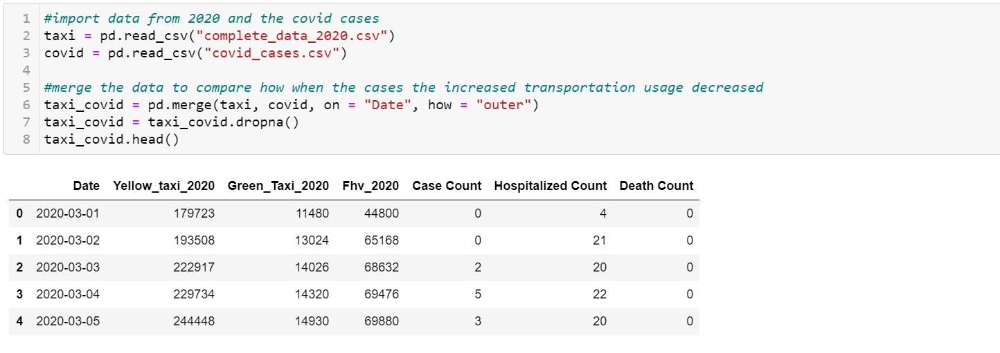 1 #import data from 2020 and the covid cases
2 taxi = pd.read_csv("complete_data_2020.csv")
3 covid = pd.read_csv("covid_cases.csv")
4
5 #merge the data to compare how when the cases the increased transportation usage decreased
6 taxi_covid = pd.merge(taxi, covid, on = "Date", how = "outer")
7 taxi_covid = taxi_covid.dropna()
8 taxi_covid.head()
Date Yellow_taxi_2020 Green_Taxi_2020 Fhv_2020 Case Count Hospitalized Count Death Count
0 2020-03-01 179723 11480 44800 0 4 0
1 2020-03-02 193508 13024 65168 0 21 0
2 2020-03-03 222917 14026 68632 2 20 0
3 2020-03-04 229734 14320 69476 5 22 0
4 2020-03-05 244448 14930 69880 3 20 0